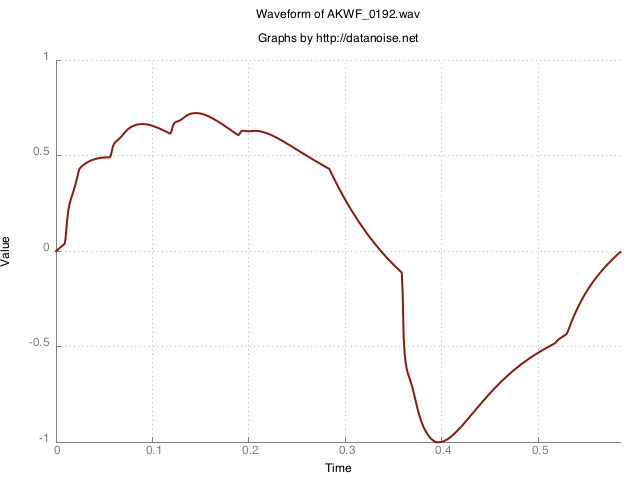 Waveform of AKWF_0192.wav
Graphs by http://datanoise.net
1
0.5
0
-0.5
-1
Value
0 0.1 0.2 0.3 0.4 0.5
Time